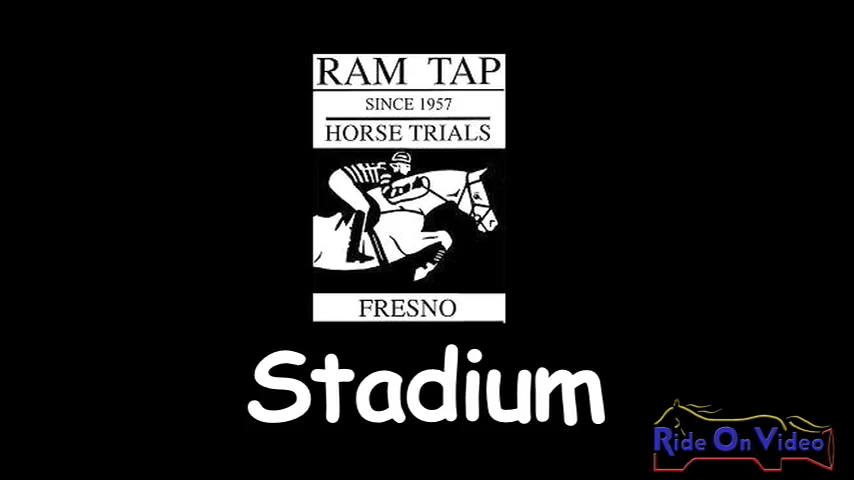 RAM TAP
SINCE 1957
HORSE TRIALS
FRESNO
Stadium
Ride On Video